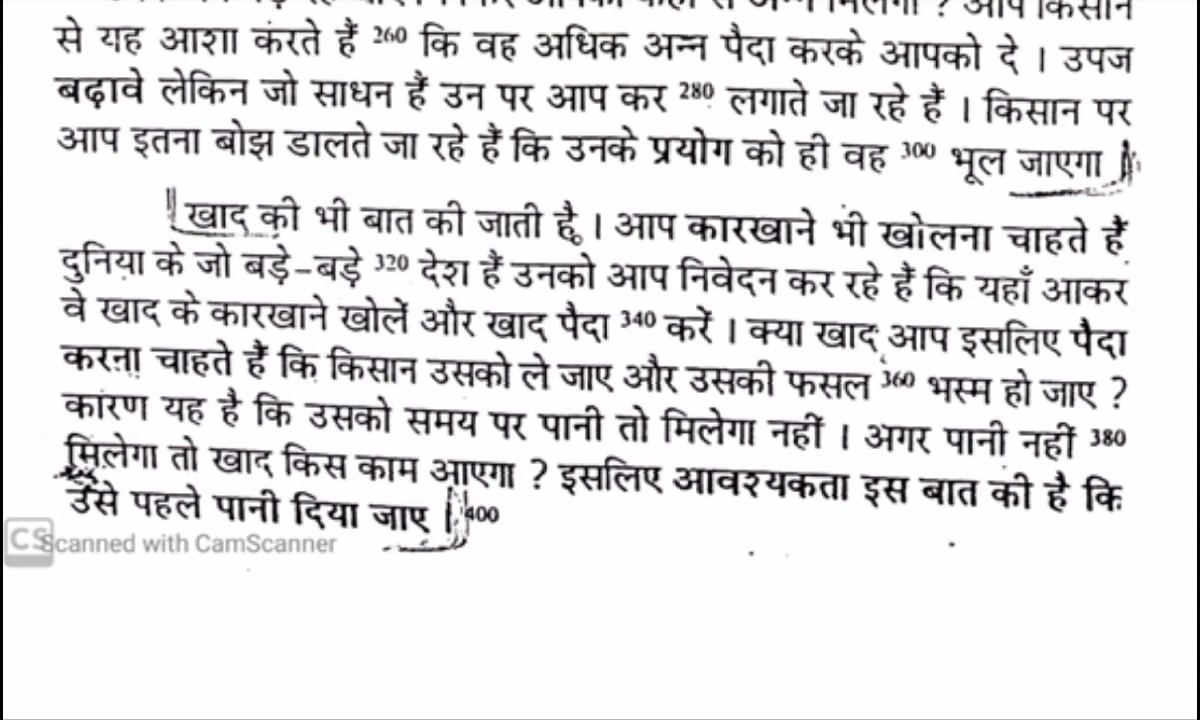 से यह आशा करते हैं 260 कि वह अधिक अन्न पैदा करके आपको दे । उपज
बढ़ावे लेकिन जो साधन हैं उन पर आप कर 280 लगाते जा रहे हैं । किसान पर
आप इतना बोझ डालते जा रहे हैं कि उनके प्रयोग को ही वह 300 भूल जाएगा ।
खाद की भी बात की जाती है । आप कारखाने भी खोलना चाहते हैं
दुनिया के जो बड़े-बड़े 320 देश हैं उनको आप निवेदन कर रहे हैं कि यहाँ आकर
वे खाद के कारखाने खोलें और खाद पैदा 340 करें । क्या खाद आप इसलिए पैदा
करना चाहते हैं कि किसान उसको ले जाए और उसकी फसल 360 भस्म हो जाए ?
कारण यह है कि उसको समय पर पानी तो मिलेगा नहीं । अगर पानी नहीं 380
मिलेगा तो खाद किस काम आएगा ? इसलिए आवश्यकता इस बात की है कि
उसे पहले पानी दिया जाए । 400
CS Scanned with CamScanner